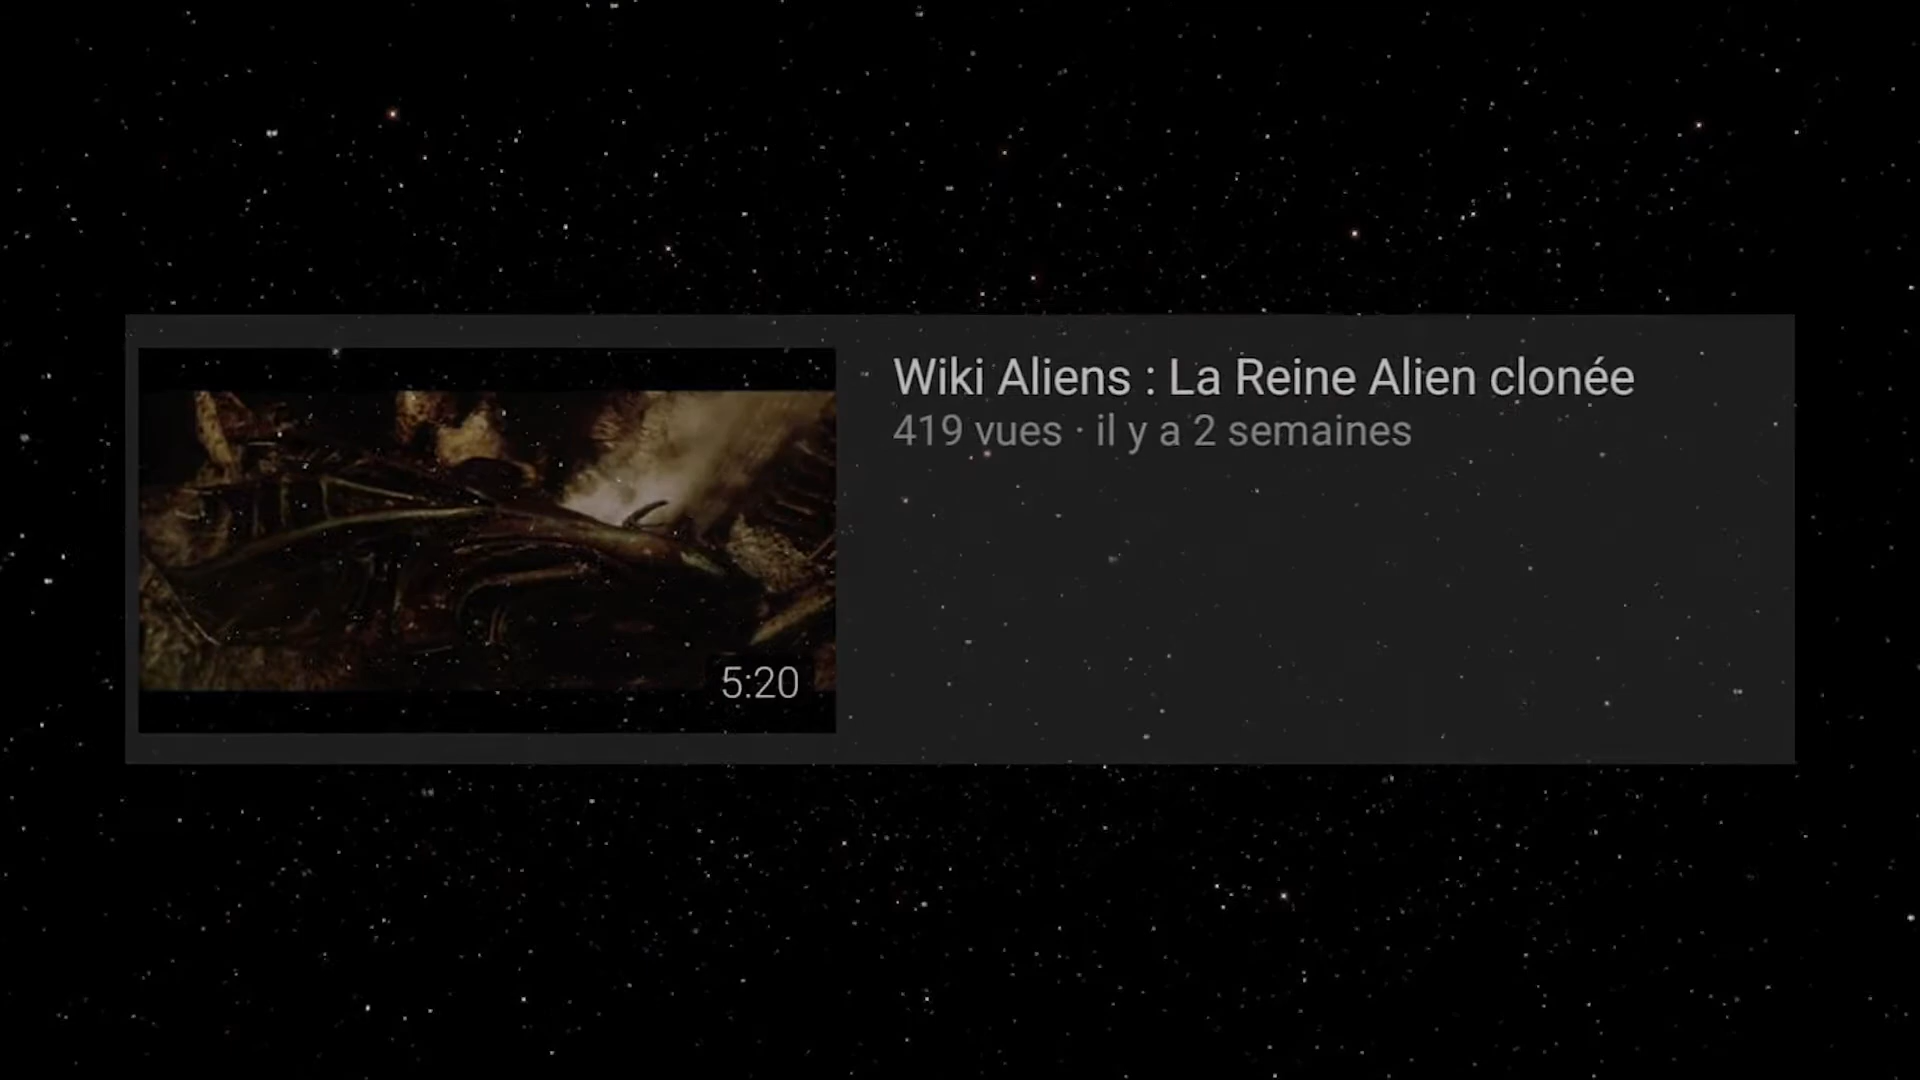 Wiki Aliens : La Reine Alien clonée
419 vues · il y a 2 semaines
5:20